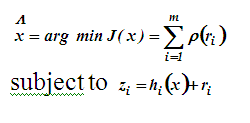 x̂ = arg min J(x) = ∑_{i=1}^{m} ρ(r_i)
subject to z_i = h_i(x) + r_i